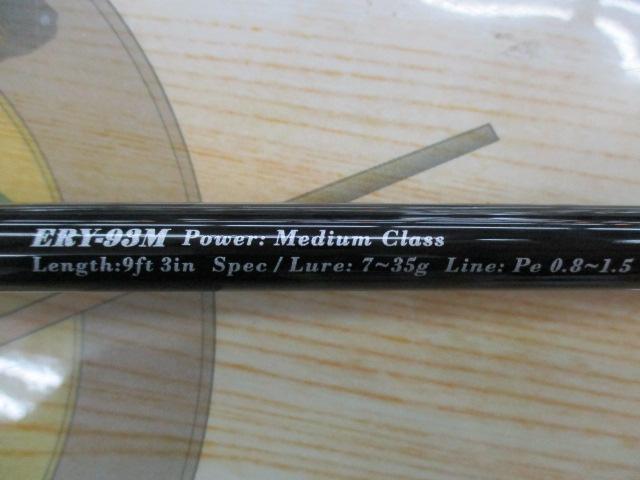 ERY-93M Power: Medium Class
Length:9ft 3in Spec / Lure: 7~35g Line: Pe 0.8~1.5